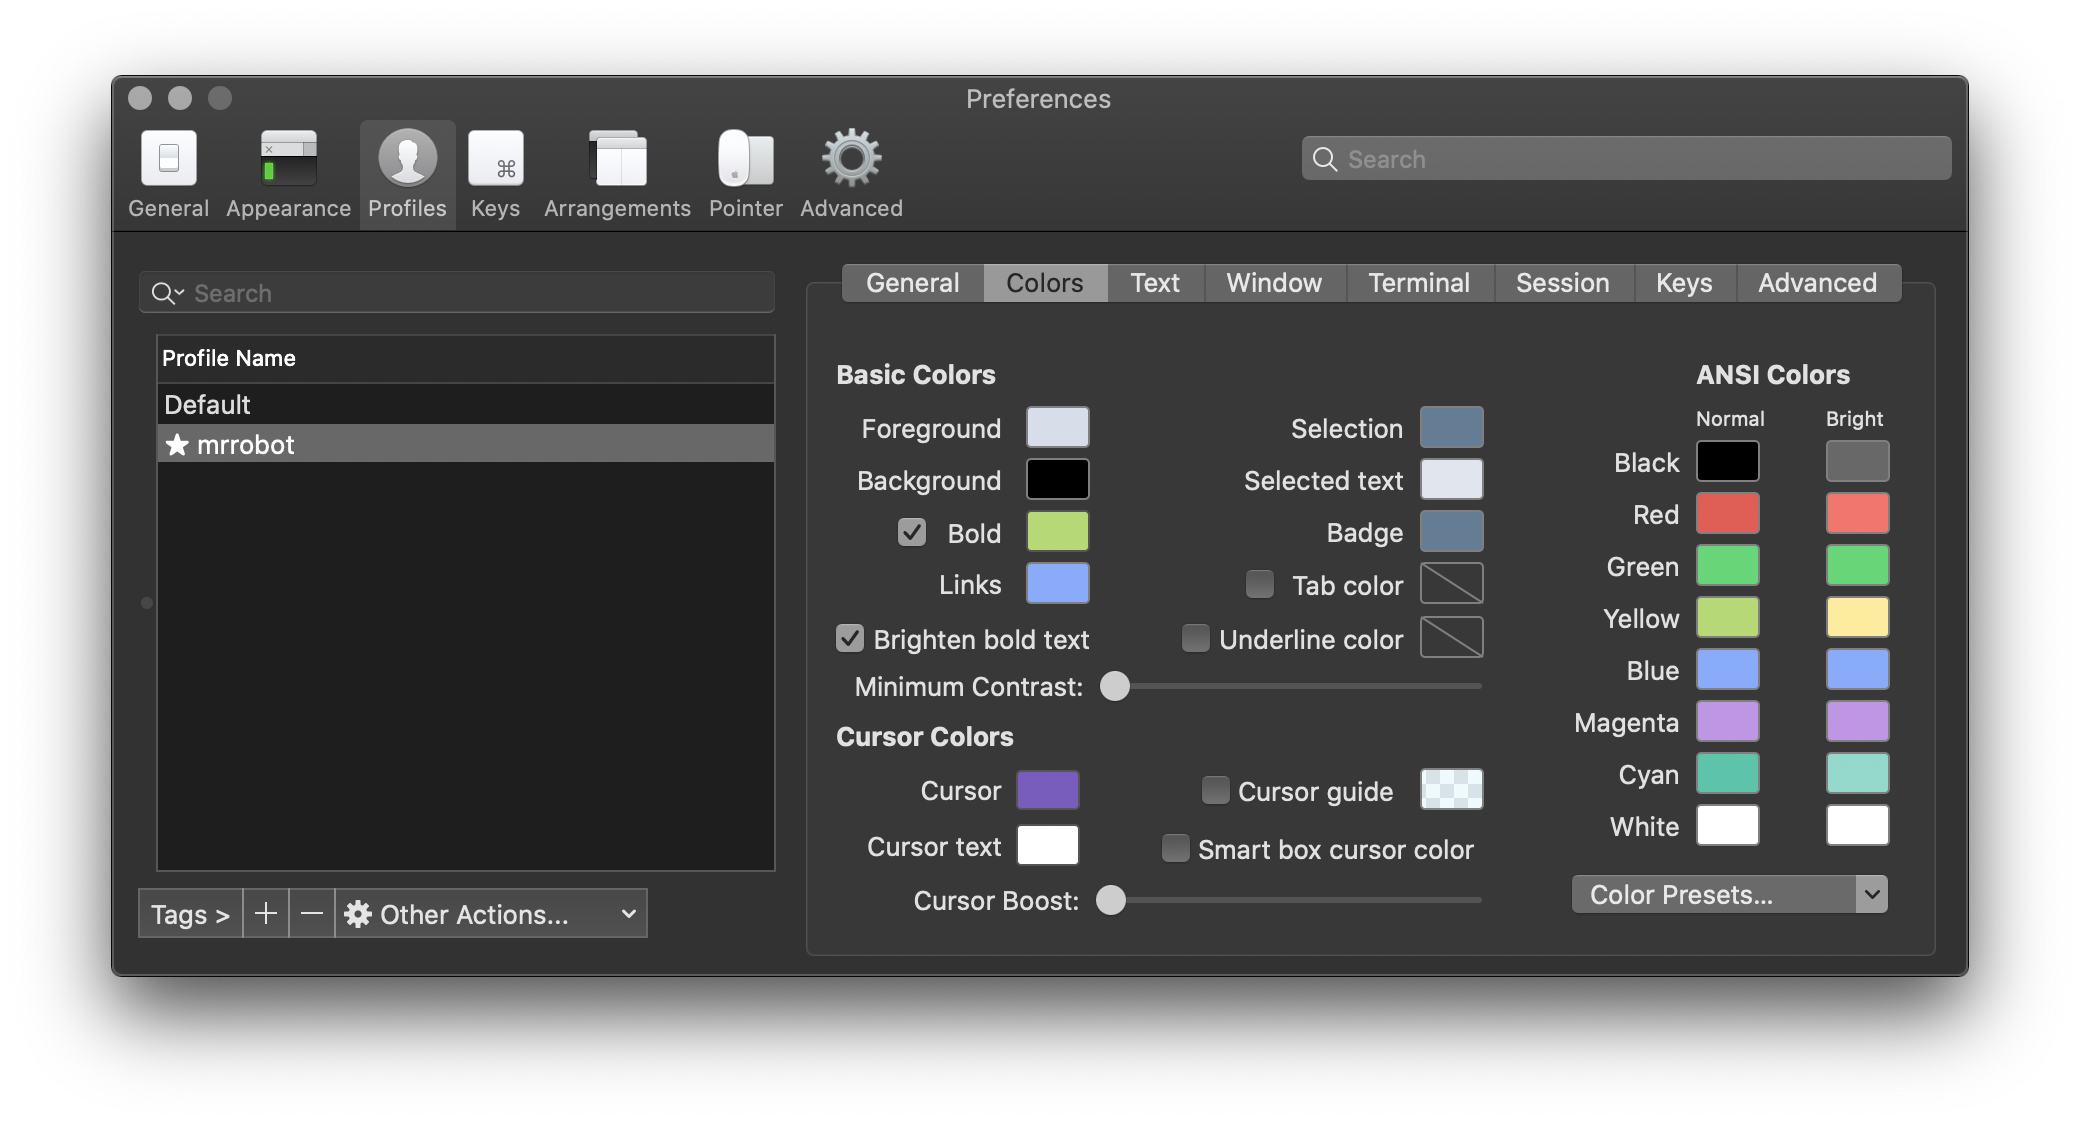 Preferences
General Appearance Profiles Keys Arrangements Pointer Advanced
Search
Search
Profile Name
Default
★ mrrobot
Tags > + — Other Actions...
General Colors Text Window Terminal Session Keys Advanced
Basic Colors
Foreground
Background
Bold
Links
Brighten bold text
Selection
Selected text
Badge
Tab color
Underline color
Minimum Contrast:
Cursor Colors
Cursor
Cursor text
Cursor guide
Smart box cursor color
Cursor Boost:
ANSI Colors
Normal Bright
Black
Red
Green
Yellow
Blue
Magenta
Cyan
White
Color Presets...